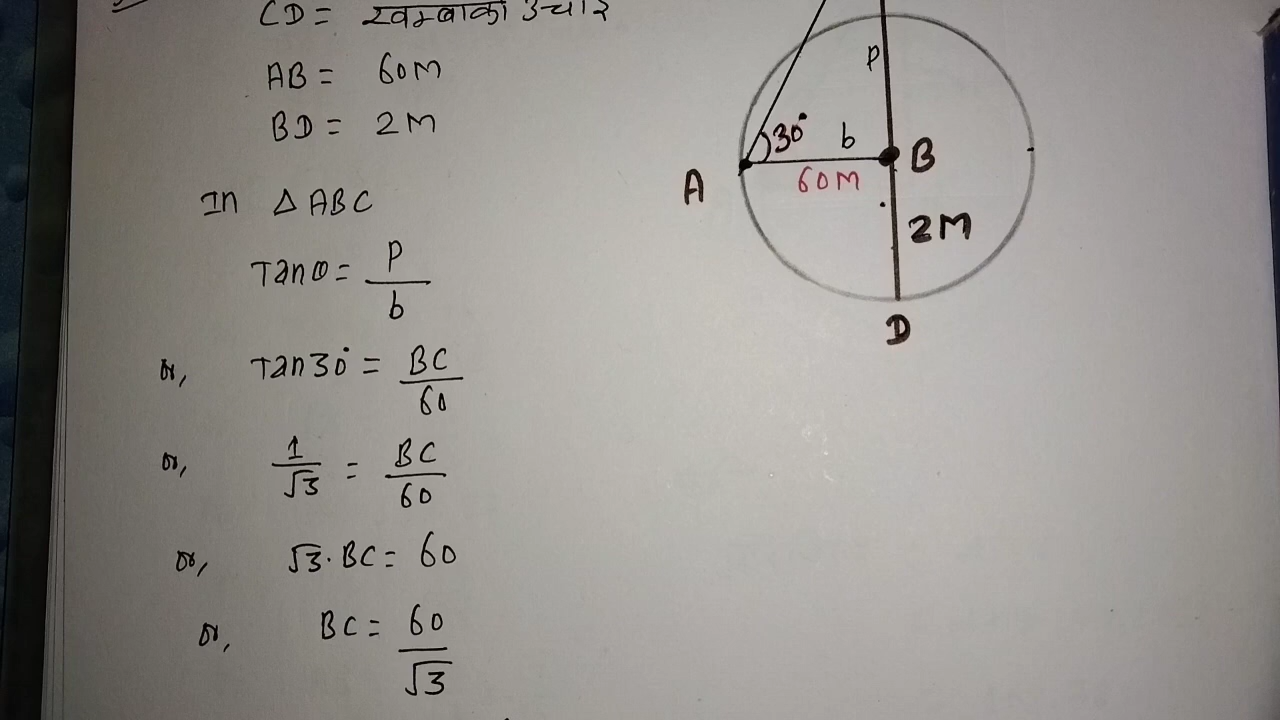 CD = खम्बाको उचाइ
AB = 60M
BD = 2M
In △ ABC
Tanθ = P
b
or, Tan30° = BC
60
or, 1 = BC
√3 60
or, √3 · BC = 60
or, BC = 60
√3
P
30° b
B
A
60M
2M
D